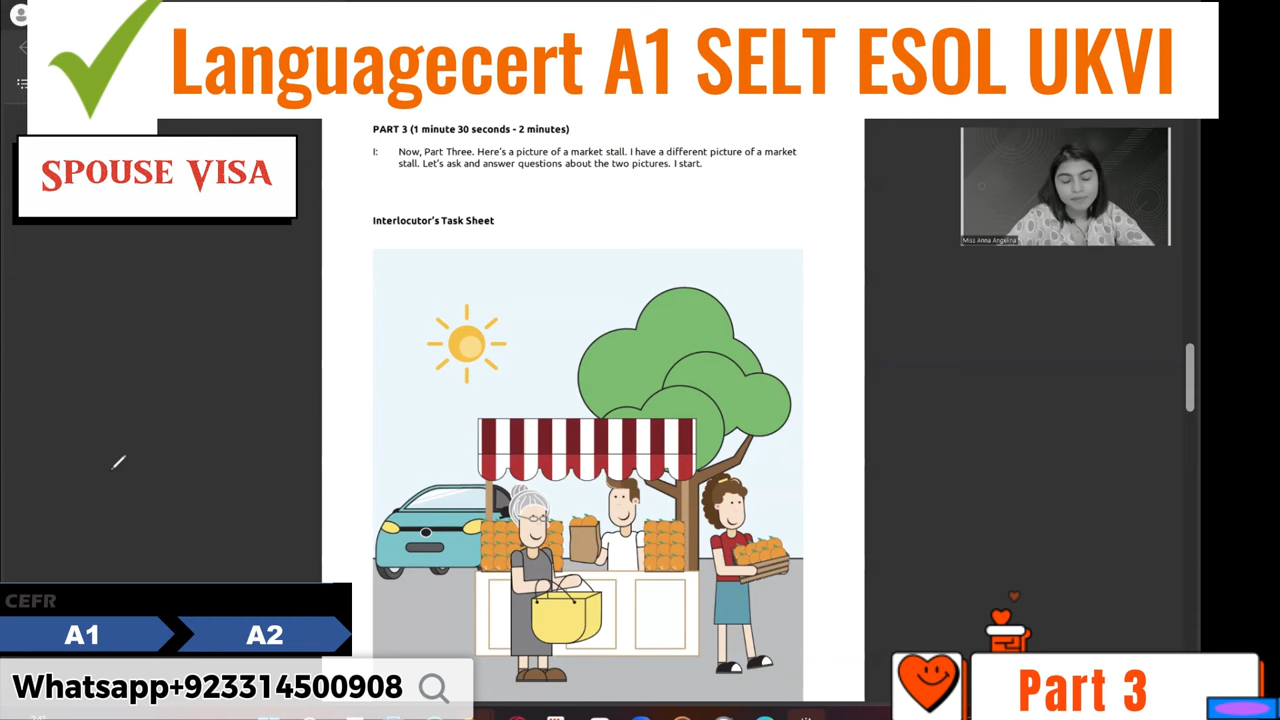 Languagecert A1 SELT ESOL UKVI
SPOUSE VISA
PART 3 (1 minute 30 seconds - 2 minutes)
I: Now, Part Three. Here's a picture of a market stall. I have a different picture of a market
stall. Let's ask and answer questions about the two pictures. I start.
Interlocutor's Task Sheet
Miss Anna Angelina
CEFR
A1 A2
Whatsapp+923314500908
Part 3